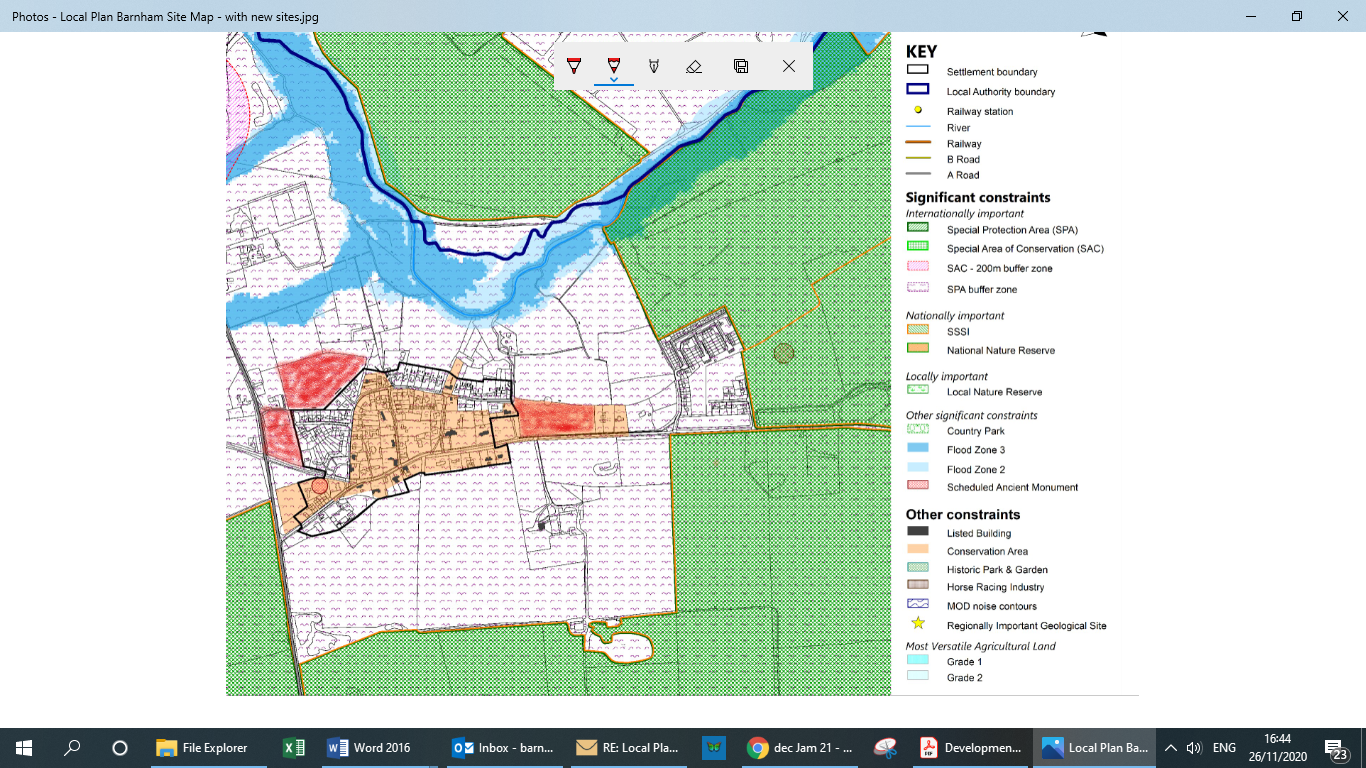 Photos - Local Plan Barnham Site Map - with new sites.jpg
KEY
Settlement boundary
Local Authority boundary
Railway station
River
Railway
B Road
A Road
Significant constraints
Internationally important
Special Protection Area (SPA)
Special Area of Conservation (SAC)
SAC - 200m buffer zone
SPA buffer zone
Nationally important
SSSI
National Nature Reserve
Locally important
Local Nature Reserve
Other significant constraints
Country Park
Flood Zone 3
Flood Zone 2
Scheduled Ancient Monument
Other constraints
Listed Building
Conservation Area
Historic Park & Garden
Horse Racing Industry
MOD noise contours
Regionally Important Geological Site
Most Versatile Agricultural Land
Grade 1
Grade 2
File Explorer
Word 2016
Inbox - barn...
RE: Local Pla...
dec Jam 21 - ...
Developmen...
Local Plan Ba...
ENG
16:44
26/11/2020
23